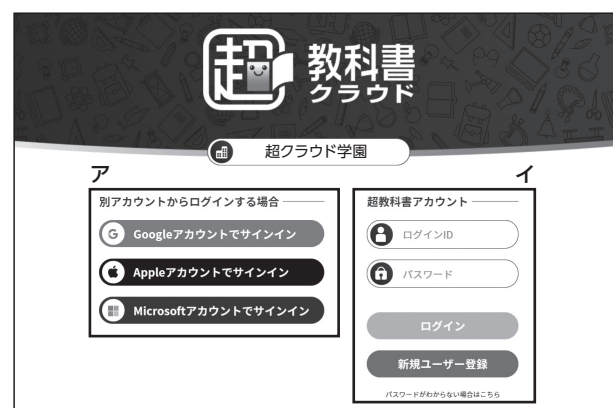 超
教科書
クラウド
超クラウド学園
ア
イ
別アカウントからログインする場合
G Googleアカウントでサインイン
Appleアカウントでサインイン
Microsoftアカウントでサインイン
超教科書アカウント
ログインID
パスワード
ログイン
新規ユーザー登録
パスワードがわからない場合はこちら